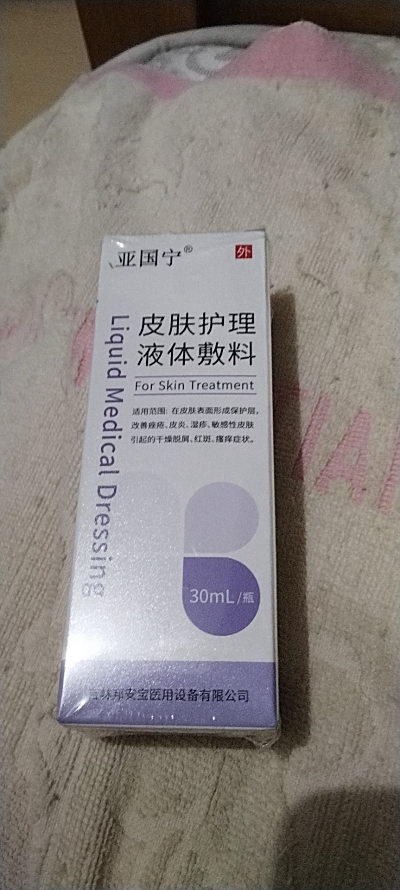 亚国宁®
外
皮肤护理
液体敷料
For Skin Treatment
适用范围：在皮肤表面形成保护层，
改善痤疮、皮炎、湿疹、敏感性皮肤
引起的干燥脱屑、红斑、瘙痒症状。
Liquid Medical Dressing
30mL/瓶
吉林邦安宝医用设备有限公司